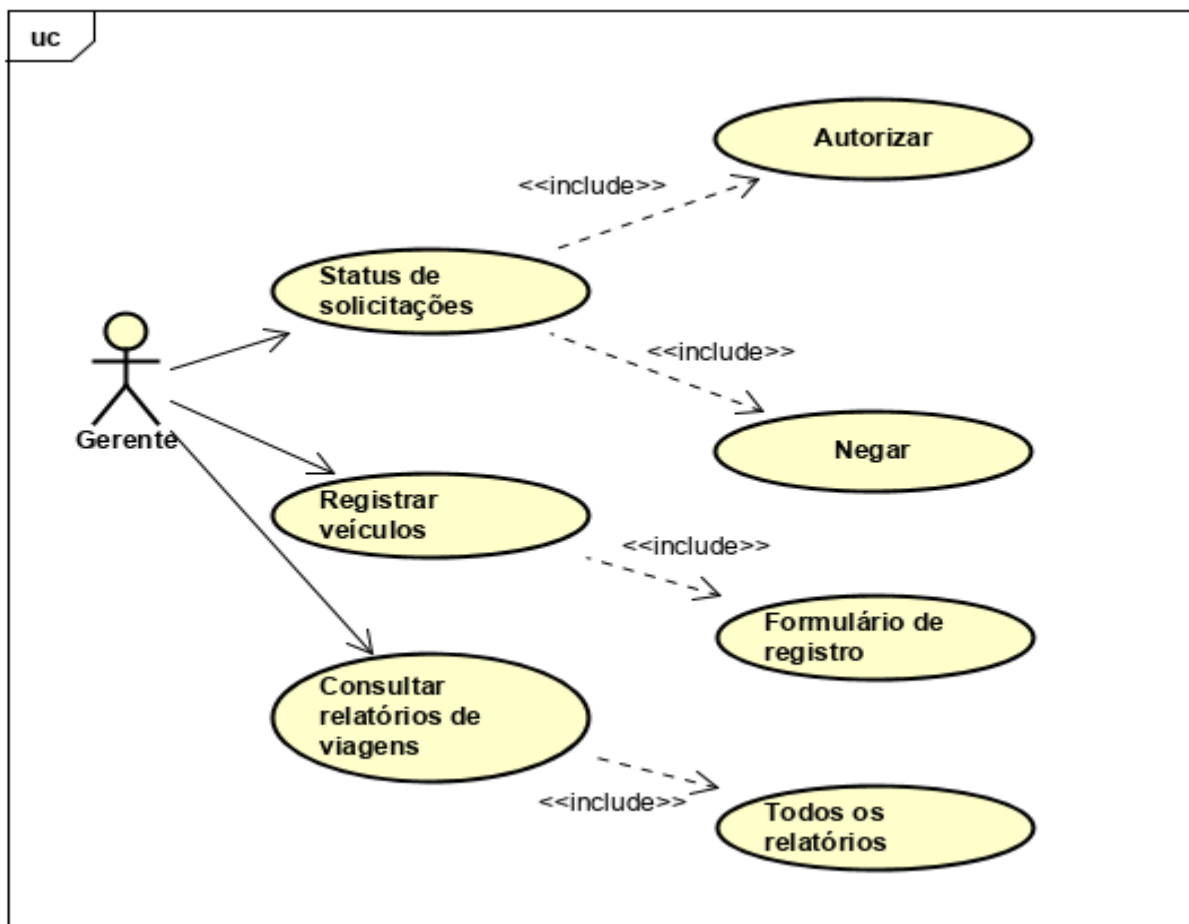 uc
Autorizar
<<include>>
Status de
solicitações
<<include>>
Gerente
Negar
Registrar
veículos
<<include>>
Formulário de
registro
Consultar
relatórios de
viagens
<<include>>
Todos os
relatórios